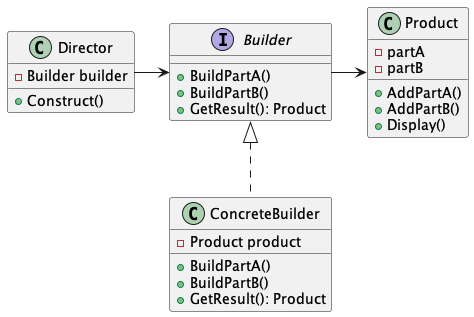 C Director
Builder builder
Construct()
I Builder
BuildPartA()
BuildPartB()
GetResult(): Product
C Product
partA
partB
AddPartA()
AddPartB()
Display()
C ConcreteBuilder
Product product
BuildPartA()
BuildPartB()
GetResult(): Product